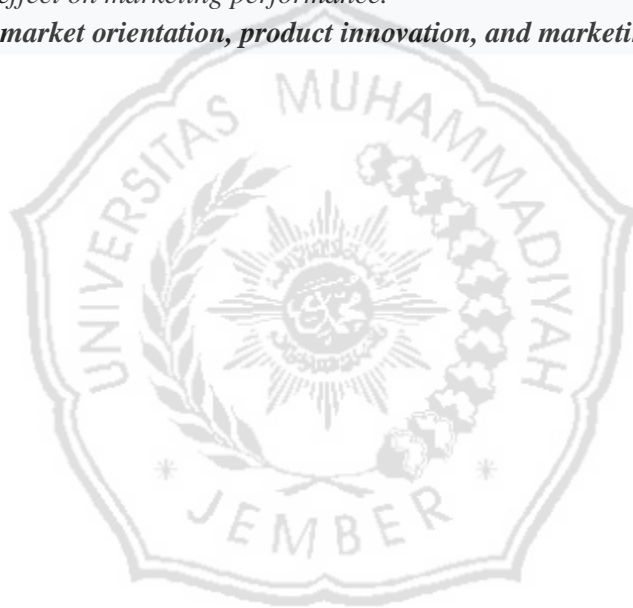 effect on marketing performance.
market orientation, product innovation, and marketi
UNIVERSITAS MUHAMMADIYAH
JEMBER